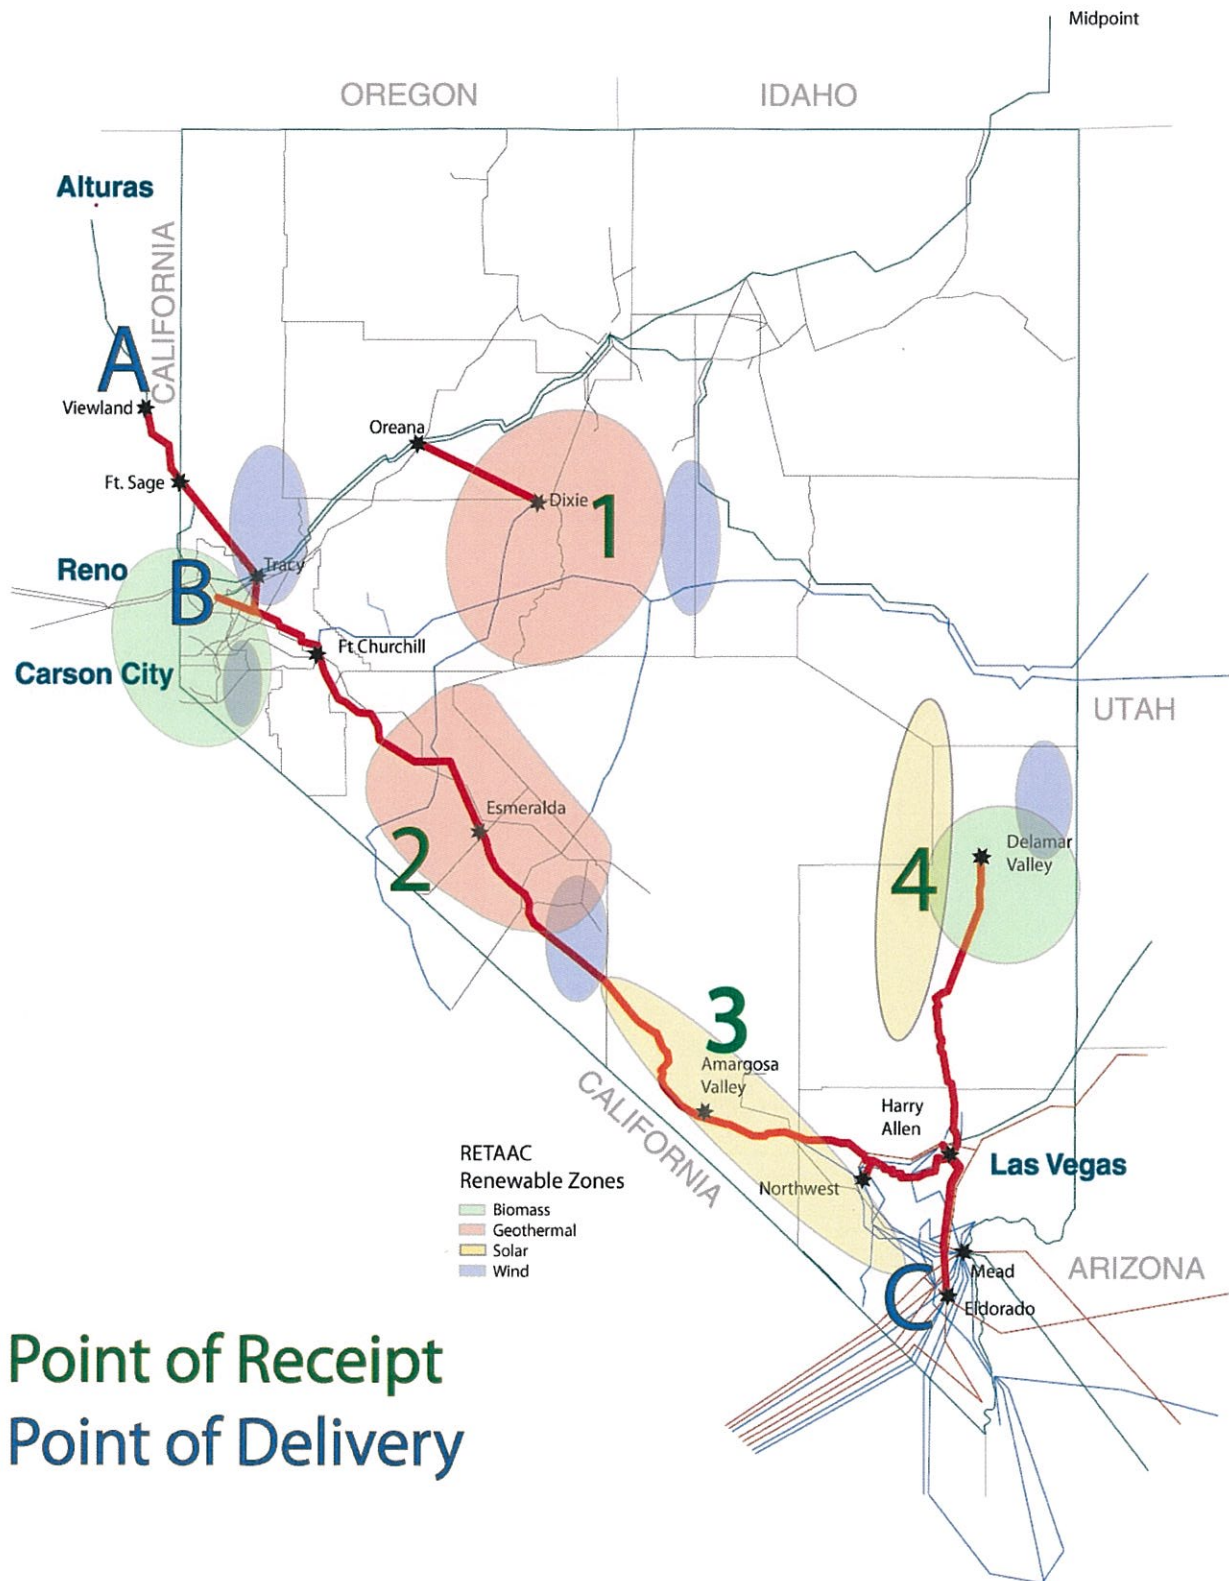 Midpoint
OREGON
IDAHO
Alturas
CALIFORNIA
A
Viewland
Oreana
Ft. Sage
Dixie
1
Reno
B
Tracy
Ft Churchill
Carson City
UTAH
Esmeralda
2
Delamar
Valley
4
3
Amargosa
Valley
CALIFORNIA
Harry
Allen
Las Vegas
Northwest
RETAAC
Renewable Zones
Biomass
Geothermal
Solar
Wind
ARIZONA
Mead
C
Eldorado
Point of Receipt
Point of Delivery